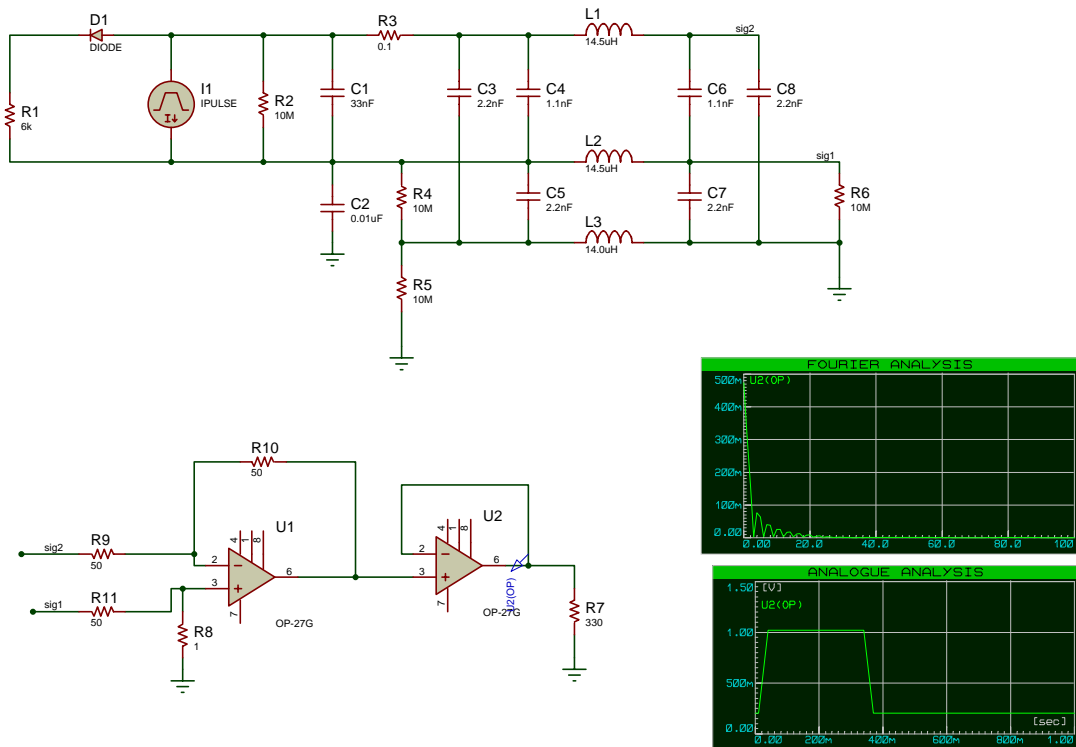 D1
DIODE
R1
6k
I1
IPULSE
I↓
R2
10M
C1
33nF
R3
0.1
C3
2.2nF
C4
1.1nF
L1
14.5uH
sig2
C6
1.1nF
C8
2.2nF
L2
14.5uH
sig1
C2
0.01uF
R4
10M
C5
2.2nF
C7
2.2nF
R6
10M
L3
14.0uH
R5
10M
FOURIER ANALYSIS
U2(OP)
500m
400m
300m
200m
100m
0.00
0.00 20.0 40.0 60.0 80.0 100
R10
50
U1
4 1 8
2
3
6
7
OP-27G
sig2
R9
50
sig1
R11
50
R8
1
U2
4 1 8
2
3
6
7
OP-27G
U2(OP)
R7
330
ANALOGUE ANALYSIS
1.50 [V]
U2(OP)
1.00
500m
0.00
[sec]
0.00 200m 400m 600m 800m 1.00